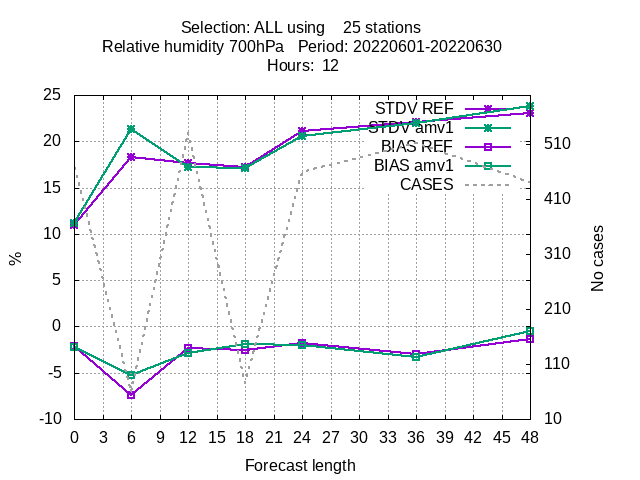 Selection: ALL using    25 stations
Relative humidity 700hPa   Period: 20220601-20220630
Hours:  12
STDV REF
STDV amv1
BIAS REF
BIAS amv1
CASES
25
20
15
10
5
0
-5
-10
%
510
410
310
210
110
10
No cases
0 3 6 9 12 15 18 21 24 27 30 33 36 39 42 45 48
Forecast length